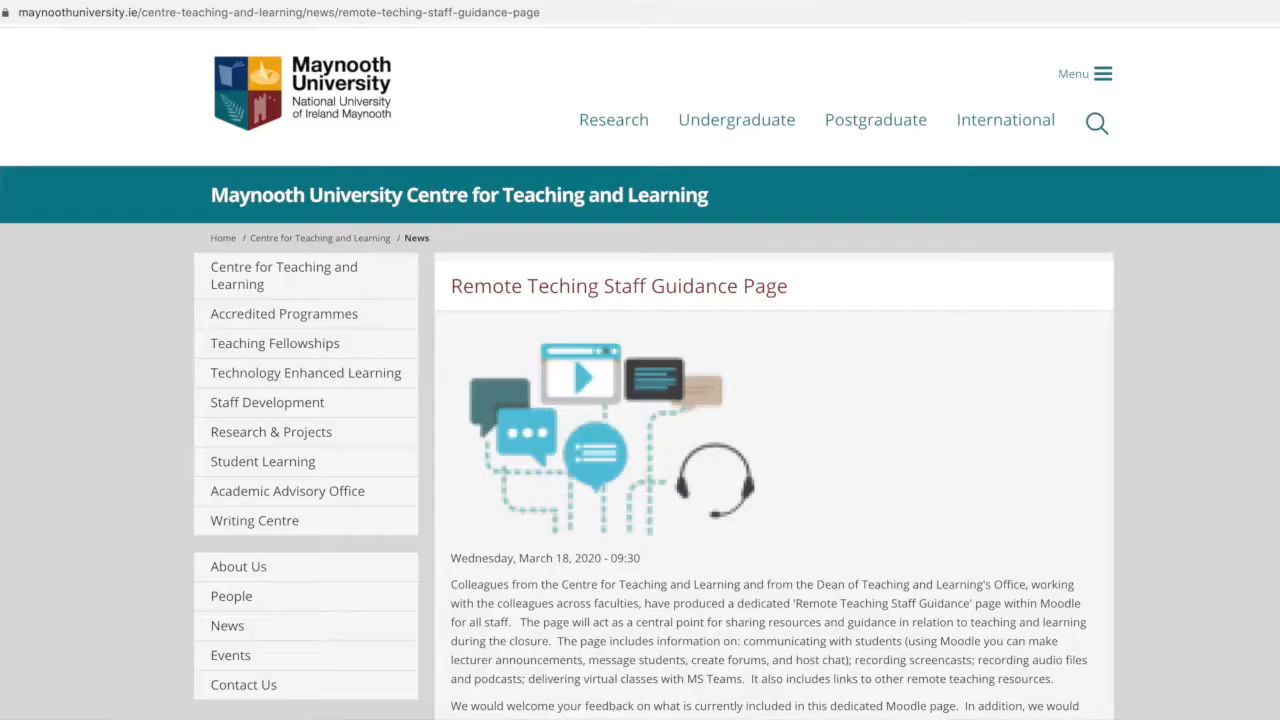 maynoothuniversity.ie/centre-teaching-and-learning/news/remote-teching-staff-guidance-page
Maynooth
University
National University
of Ireland Maynooth
Menu
Research Undergraduate Postgraduate International
Maynooth University Centre for Teaching and Learning
Home / Centre for Teaching and Learning / News
Centre for Teaching and
Learning
Accredited Programmes
Teaching Fellowships
Technology Enhanced Learning
Staff Development
Research & Projects
Student Learning
Academic Advisory Office
Writing Centre
About Us
People
News
Events
Contact Us
Remote Teching Staff Guidance Page
Wednesday, March 18, 2020 - 09:30
Colleagues from the Centre for Teaching and Learning and from the Dean of Teaching and Learning's Office, working
with the colleagues across faculties, have produced a dedicated 'Remote Teaching Staff Guidance' page within Moodle
for all staff. The page will act as a central point for sharing resources and guidance in relation to teaching and learning
during the closure. The page includes information on: communicating with students (using Moodle you can make
lecturer announcements, message students, create forums, and host chat); recording screencasts; recording audio files
and podcasts; delivering virtual classes with MS Teams. It also includes links to other remote teaching resources.
We would welcome your feedback on what is currently included in this dedicated Moodle page. In addition, we would